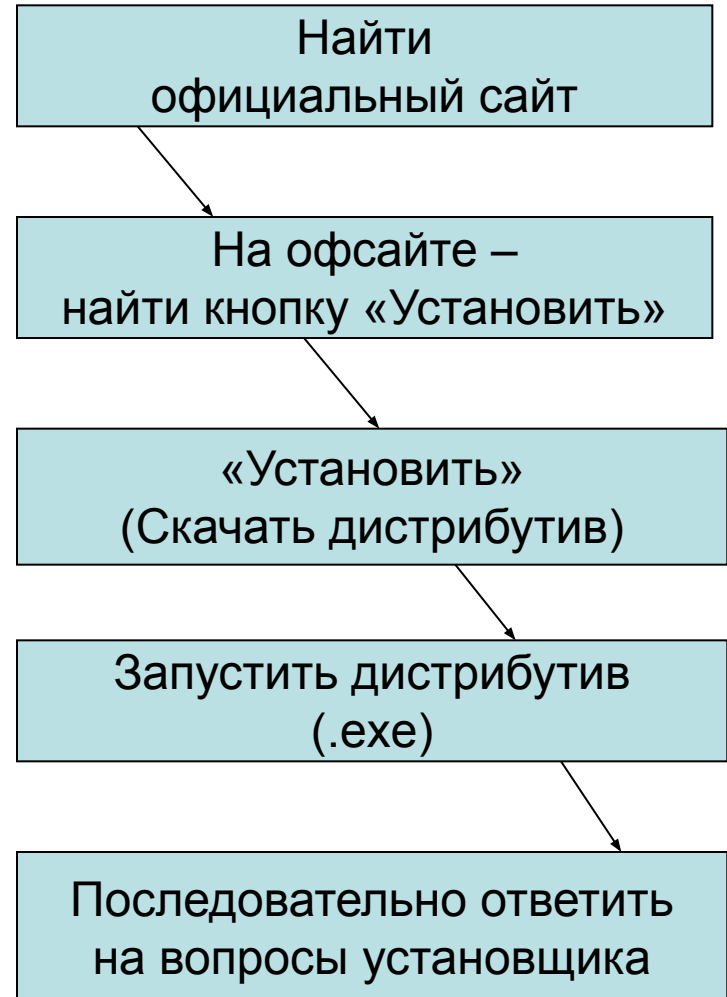 Найти
официальный сайт
На офсайте –
найти кнопку «Установить»
«Установить»
(Скачать дистрибутив)
Запустить дистрибутив
(.exe)
Последовательно ответить
на вопросы установщика